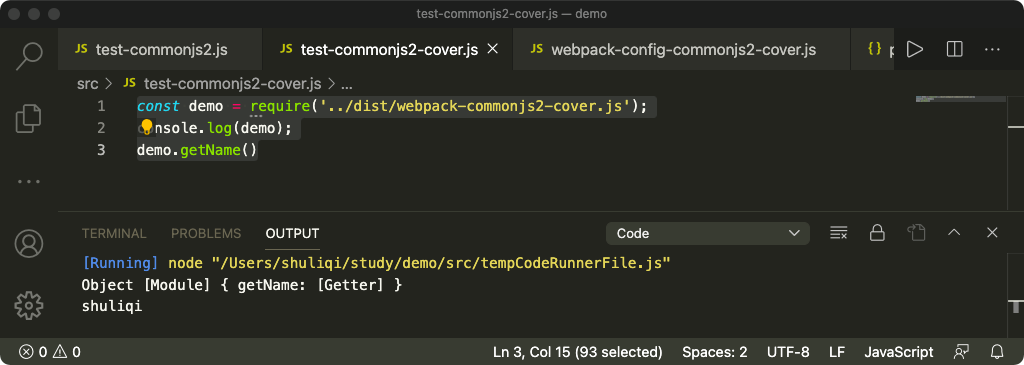 test-commonjs2-cover.js — demo
JS test-commonjs2.js JS test-commonjs2-cover.js JS webpack-config-commonjs2-cover.js {}
src > JS test-commonjs2-cover.js > ...
1 const demo = require('../dist/webpack-commonjs2-cover.js');
2 nsole.log(demo);
3 demo.getName()
TERMINAL PROBLEMS OUTPUT Code
[Running] node "/Users/shuliqi/study/demo/src/tempCodeRunnerFile.js"
Object [Module] { getName: [Getter] }
shuliqi
0 0 Ln 3, Col 15 (93 selected) Spaces: 2 UTF-8 LF JavaScript